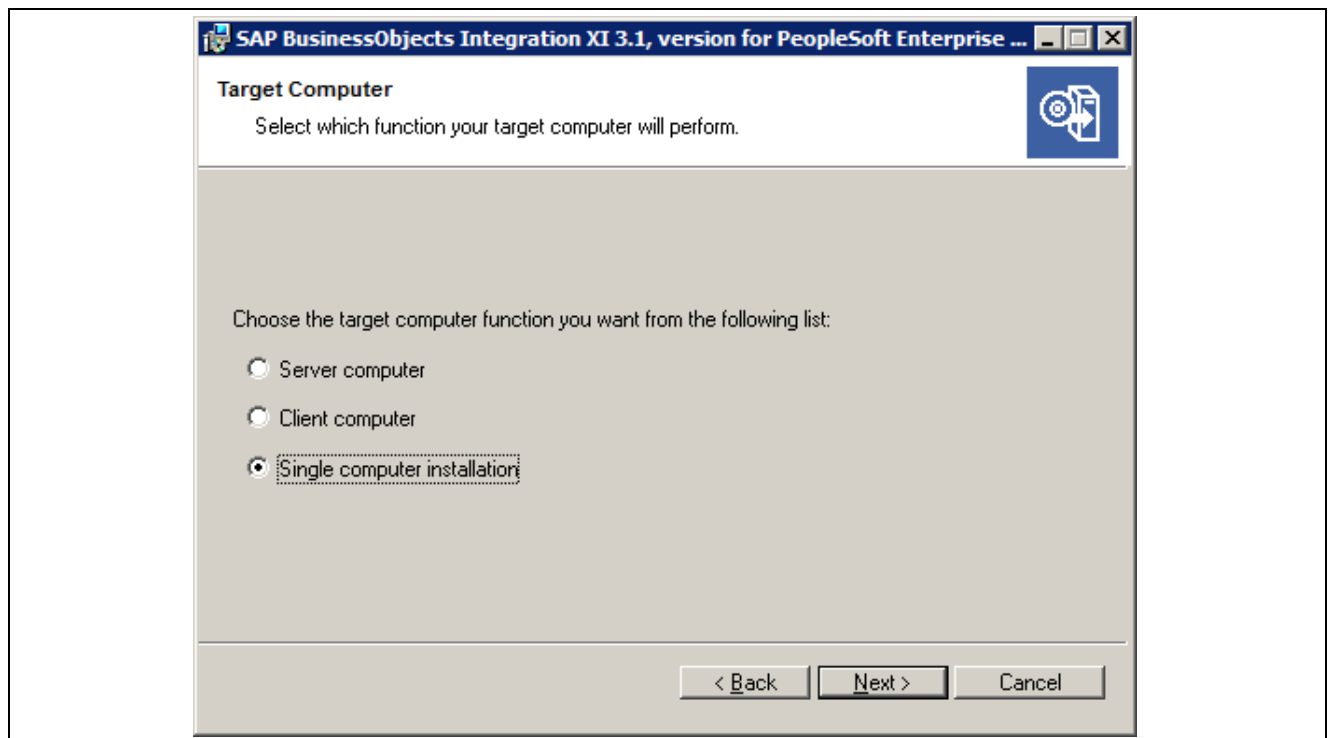 SAP BusinessObjects Integration XI 3.1, version for PeopleSoft Enterprise ...
Target Computer
Select which function your target computer will perform.
Choose the target computer function you want from the following list:
Server computer
Client computer
Single computer installation
< Back Next > Cancel